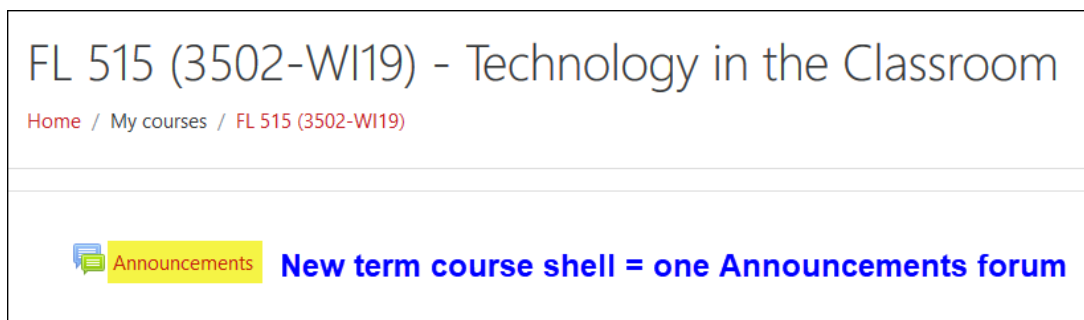 FL 515 (3502-WI19) - Technology in the Classroom
Home / My courses / FL 515 (3502-WI19)
Announcements New term course shell = one Announcements forum